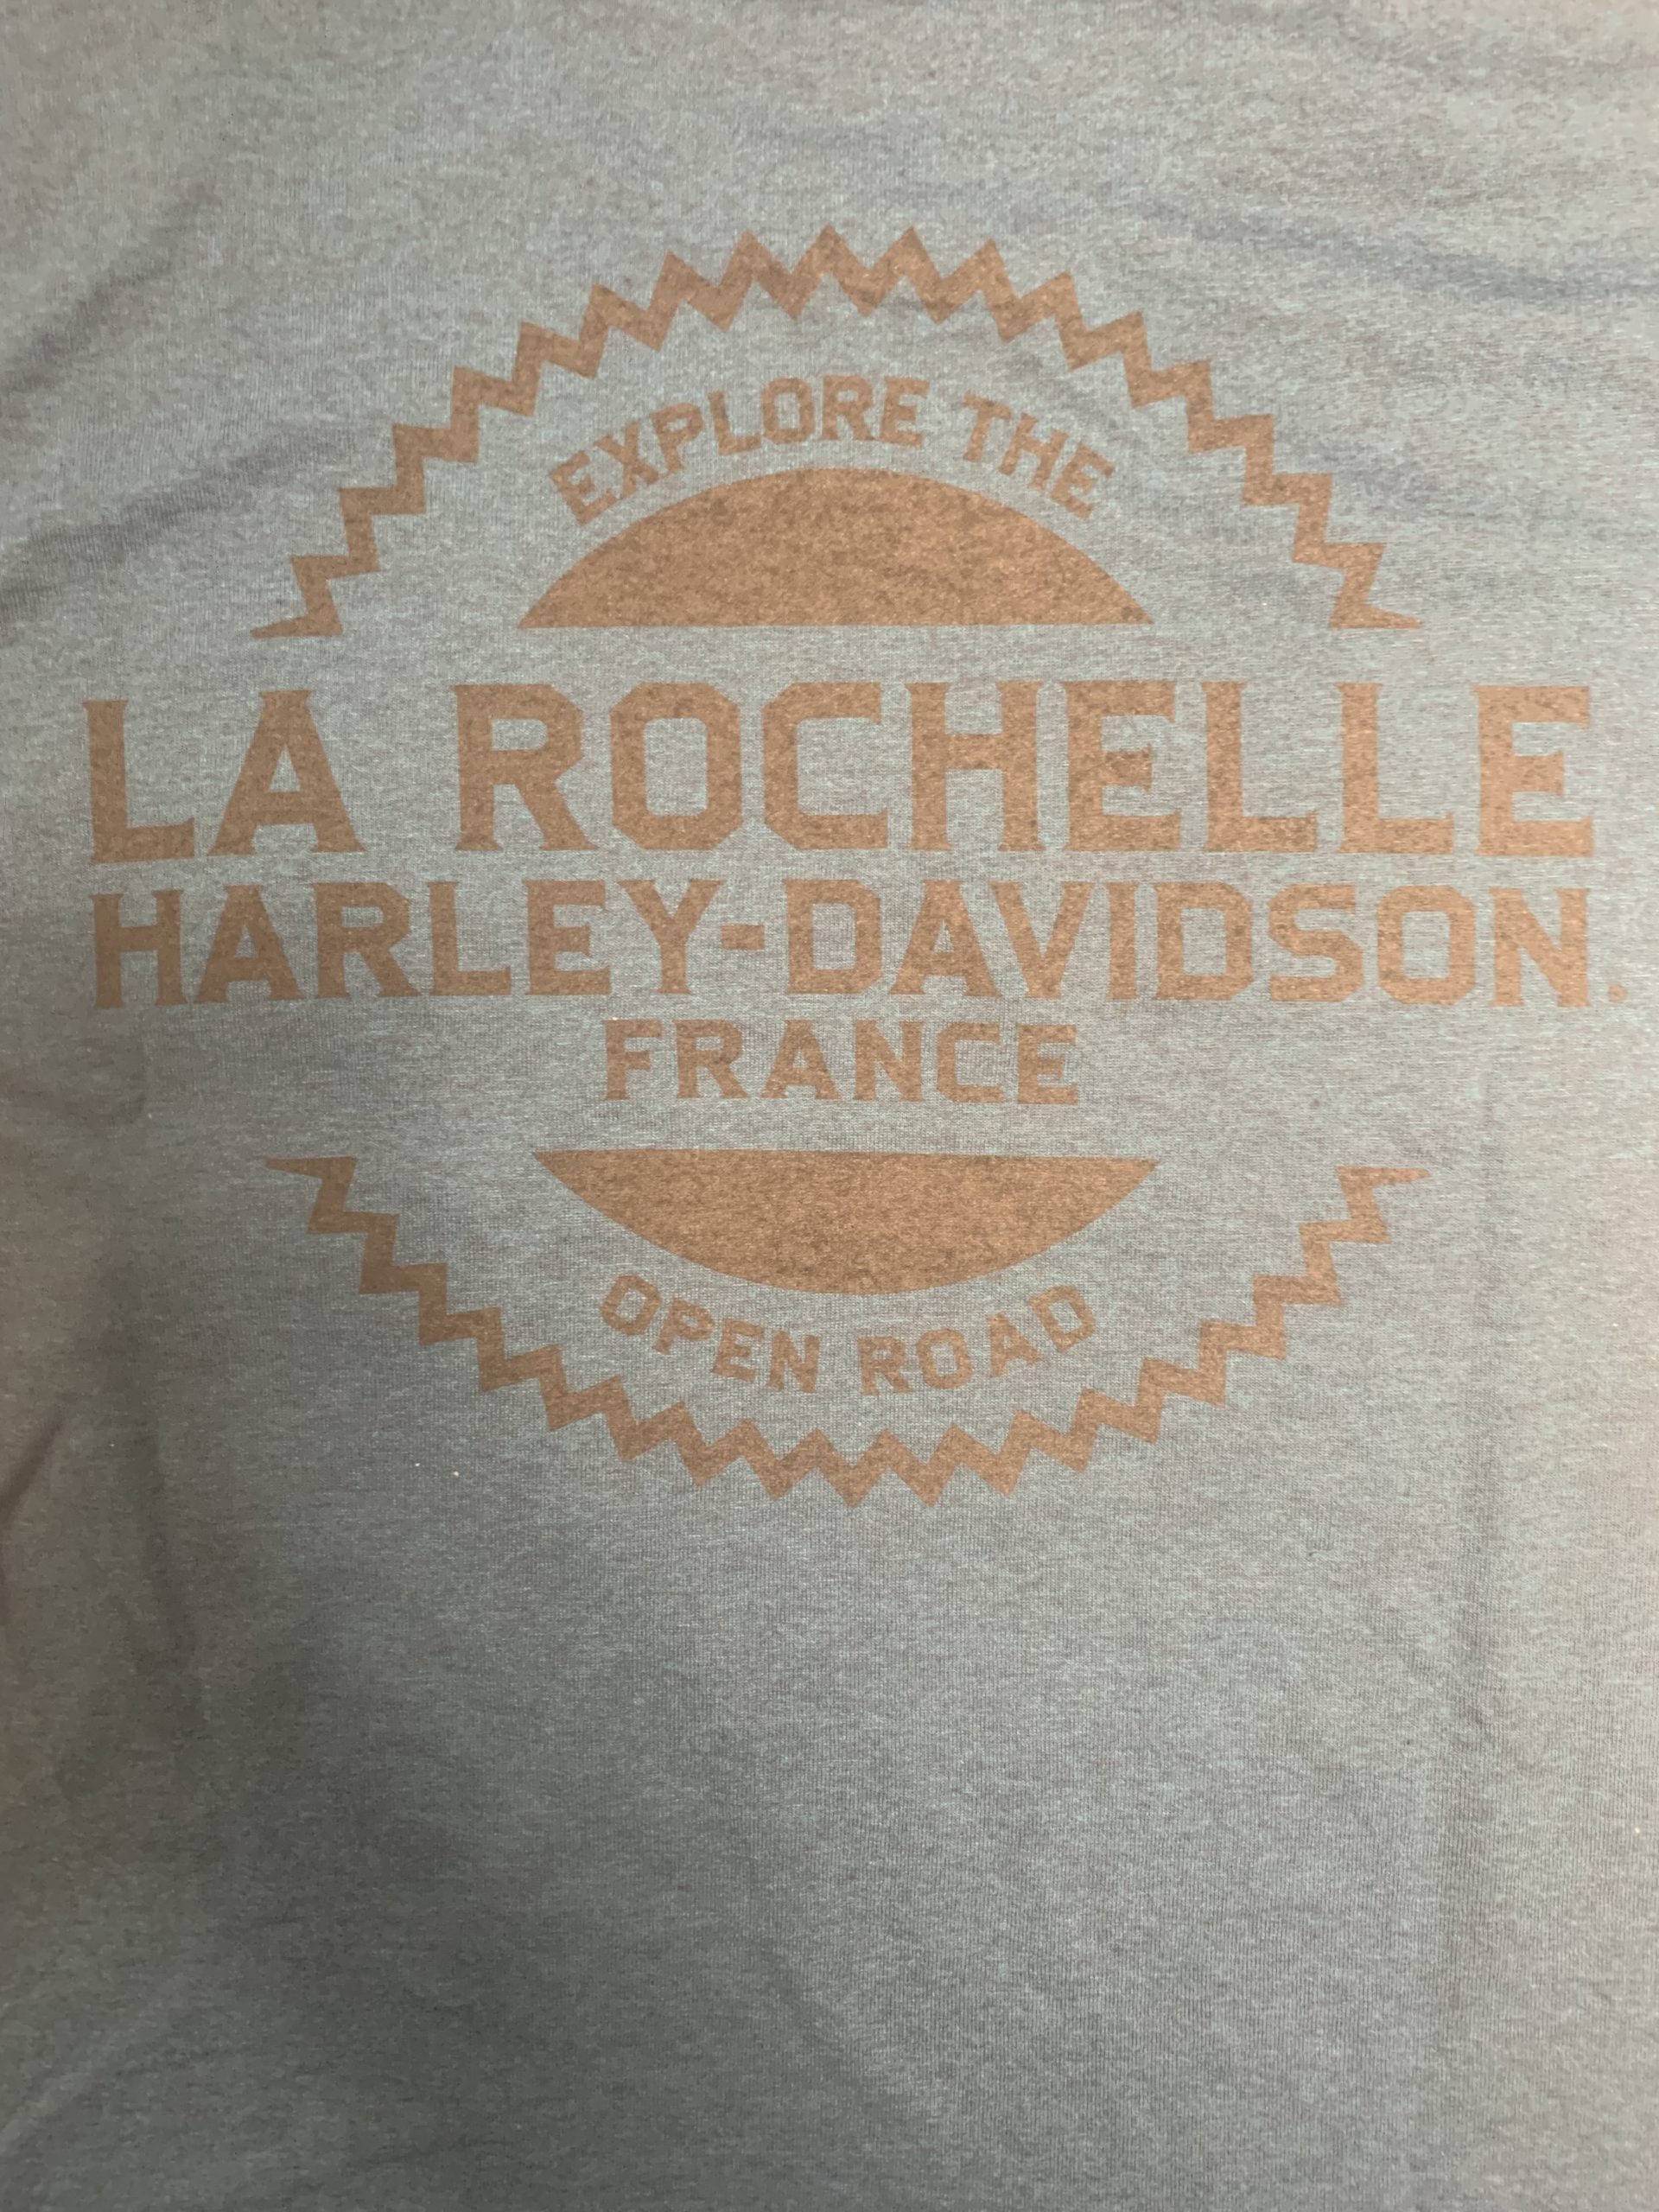 EXPLORE THE
LA ROCHELLE
HARLEY-DAVIDSON.
FRANCE
OPEN ROAD